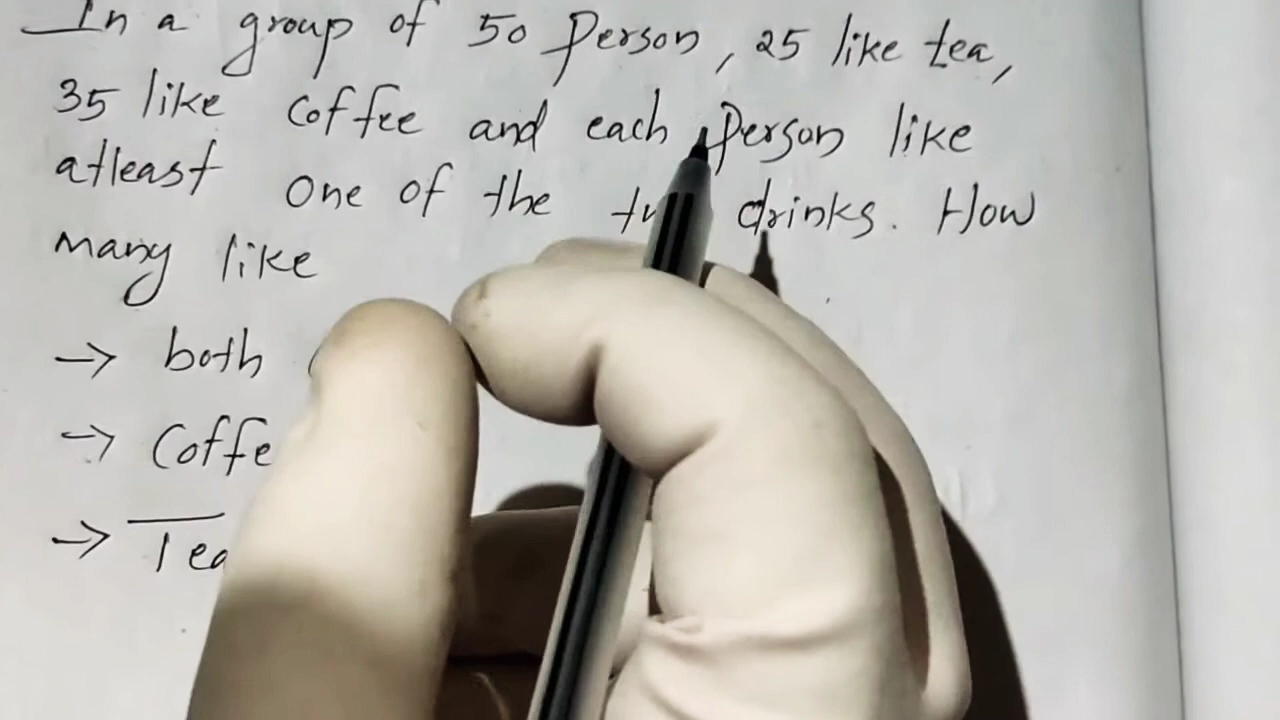 In a group of 50 Person, 25 like tea,
35 like Coffee and each Person like
atleast One of the drinks. How
many like
→ both
→ Coffe
→ Tea